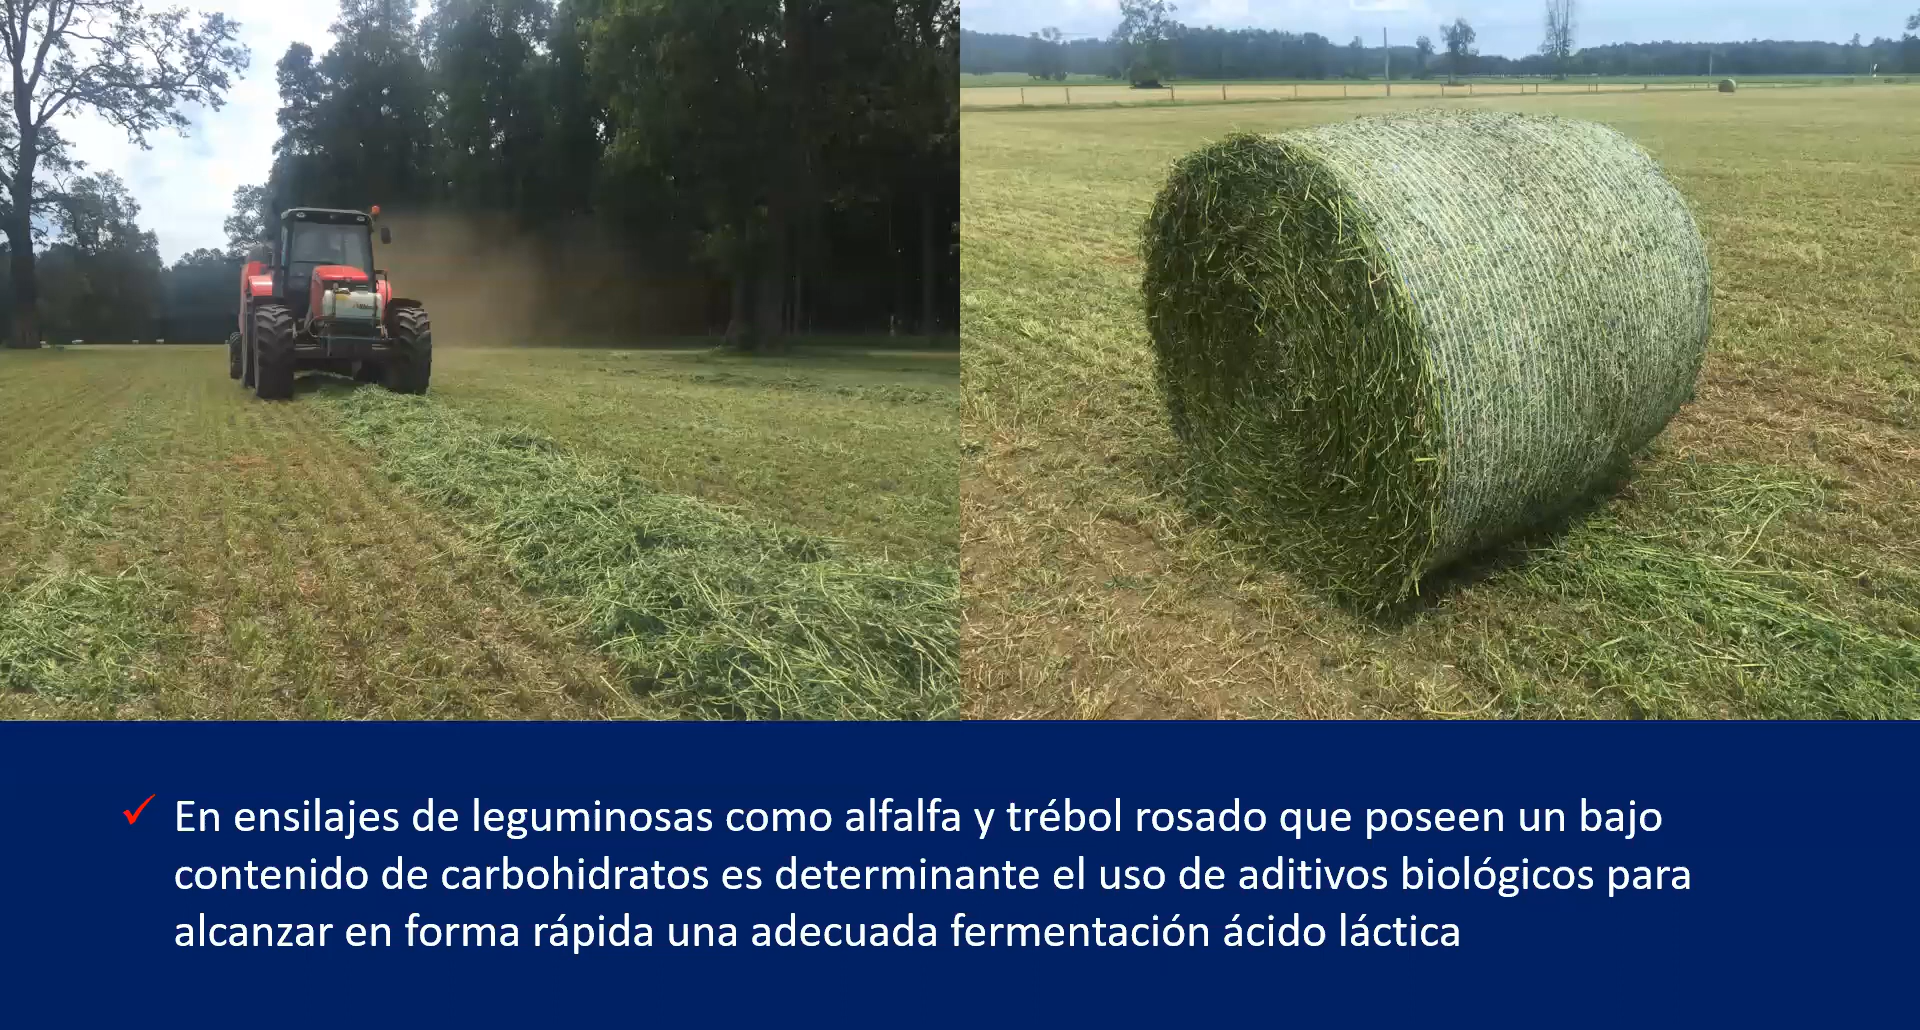 En ensilajes de leguminosas como alfalfa y trébol rosado que poseen un bajo
contenido de carbohidratos es determinante el uso de aditivos biológicos para
alcanzar en forma rápida una adecuada fermentación ácido láctica